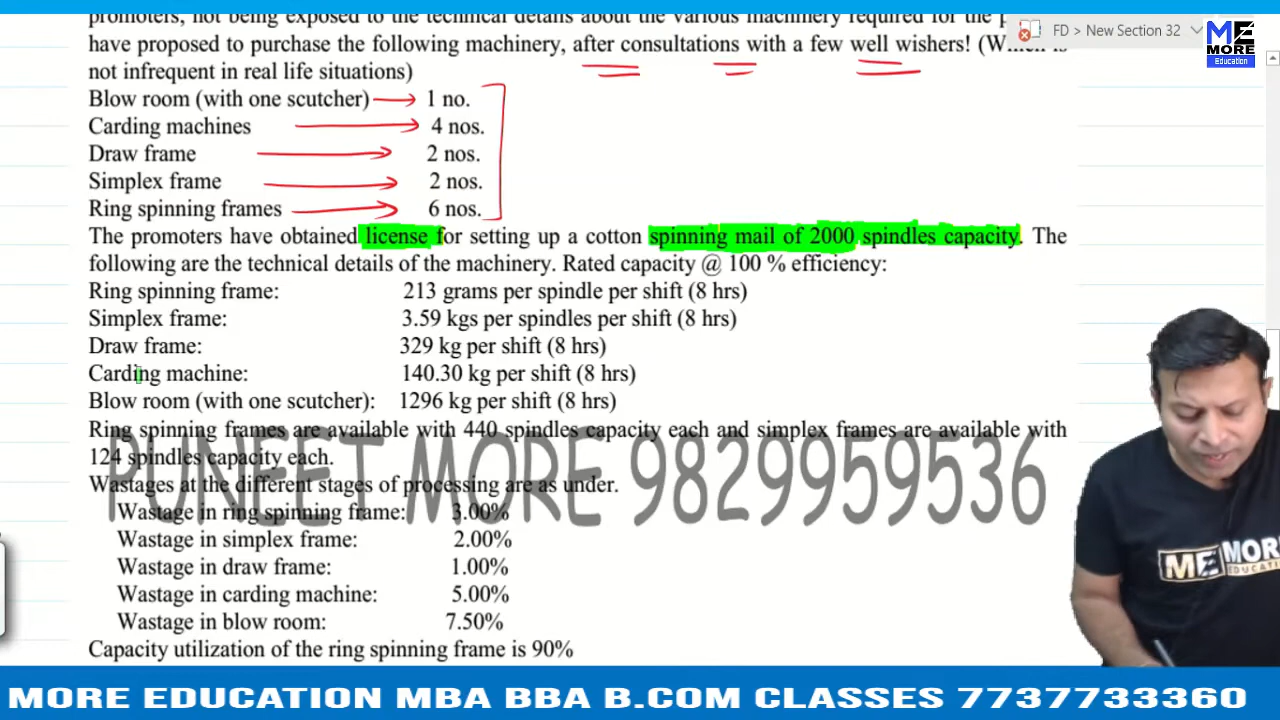 promoters, not being exposed to the technical details about the various machinery required for the p
FD > New Section 32
have proposed to purchase the following machinery, after consultations with a few well wishers! (Which is
ME
MORE
Education
not infrequent in real life situations)
Blow room (with one scutcher) 1 no.
Carding machines 4 nos.
Draw frame 2 nos.
Simplex frame 2 nos.
Ring spinning frames 6 nos.
The promoters have obtained license for setting up a cotton spinning mail of 2000 spindles capacity. The
following are the technical details of the machinery. Rated capacity @ 100 % efficiency:
Ring spinning frame: 213 grams per spindle per shift (8 hrs)
Simplex frame: 3.59 kgs per spindles per shift (8 hrs)
Draw frame: 329 kg per shift (8 hrs)
Carding machine: 140.30 kg per shift (8 hrs)
Blow room (with one scutcher): 1296 kg per shift (8 hrs)
Ring spinning frames are available with 440 spindles capacity each and simplex frames are available with
124 spindles capacity each.
PUNEET MORE 9829959536
Wastages at the different stages of processing are as under.
Wastage in ring spinning frame: 3.00%
Wastage in simplex frame: 2.00%
Wastage in draw frame: 1.00%
Wastage in carding machine: 5.00%
Wastage in blow room: 7.50%
Capacity utilization of the ring spinning frame is 90%
ME MORE
MORE EDUCATION MBA BBA B.COM CLASSES 7737733360